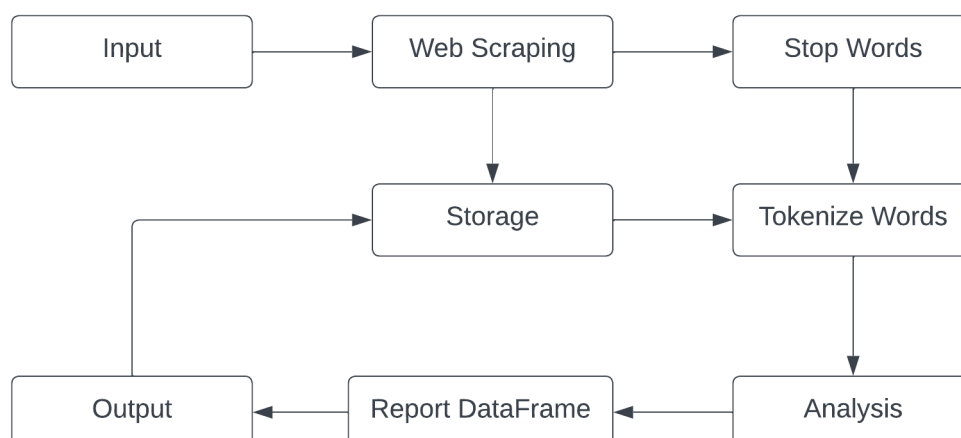 Input
Web Scraping
Stop Words
Storage
Tokenize Words
Output
Report DataFrame
Analysis